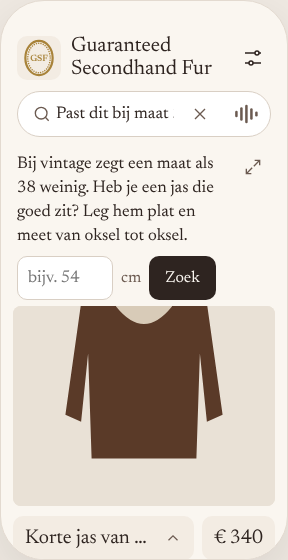 GSF
Guaranteed
Secondhand Fur
Past dit bij maat
Bij vintage zegt een maat als
38 weinig. Heb je een jas die
goed zit? Leg hem plat en
meet van oksel tot oksel.
bijv. 54 cm Zoek
Korte jas van ... € 340